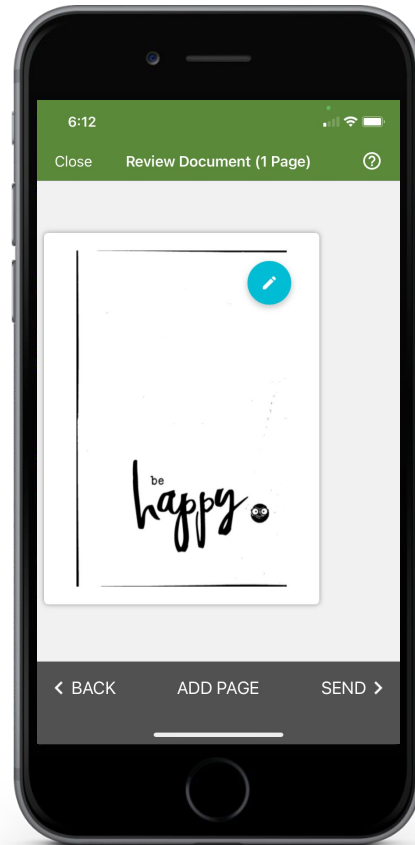 6:12
Close Review Document (1 Page) ?
be
happy
< BACK ADD PAGE SEND >